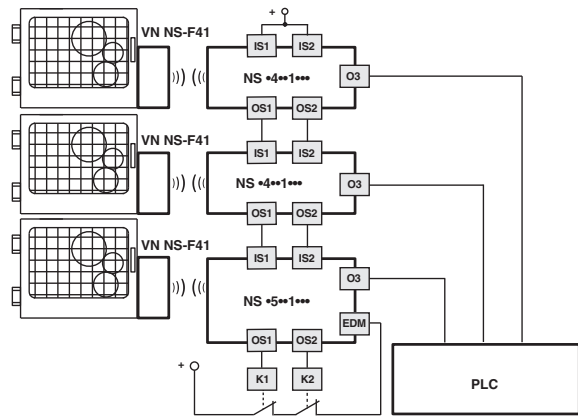 +
VN NS-F41
IS1 IS2
NS •4••1•••
O3
OS1 OS2
VN NS-F41
IS1 IS2
NS •4••1•••
O3
OS1 OS2
VN NS-F41
IS1 IS2
NS •5••1•••
O3
EDM
OS1 OS2
+
K1 K2
PLC